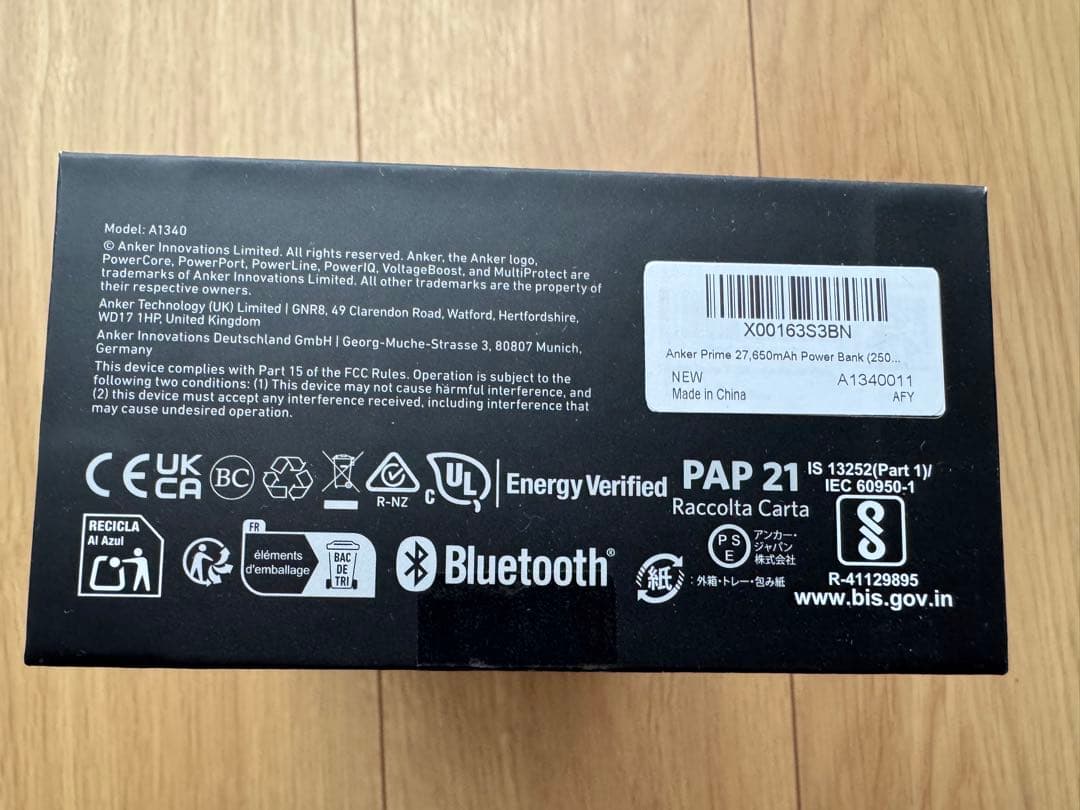 Model: A1340
© Anker Innovations Limited. All rights reserved. Anker, the Anker logo,
PowerCore, PowerPort, PowerLine, PowerIQ, VoltageBoost, and MultiProtect are
trademarks of Anker Innovations Limited. All other trademarks are the property of
their respective owners.
Anker Technology (UK) Limited | GNR8, 49 Clarendon Road, Watford, Hertfordshire,
WD17 1HP, United Kingdom
Anker Innovations Deutschland GmbH | Georg-Muche-Strasse 3, 80807 Munich,
Germany
This device complies with Part 15 of the FCC Rules. Operation is subject to the
following two conditions: (1) This device may not cause harmful interference, and
(2) this device must accept any interference received, including interference that
may cause undesired operation.
X00163S3BN
Anker Prime 27,650mAh Power Bank (250...
NEW A1340011
Made in China AFY
CE
UK
CA
BC
R-NZ
c UL
Energy Verified
PAP 21
Raccolta Carta
IS 13252(Part 1)/
IEC 60950-1
RECICLA
Al Azul
FR
éléments
d'emballage
BAC
DE
TRI
Bluetooth®
紙
:外箱・トレー・包み紙
PS
E
アンカー・
ジャパン
株式会社
R-41129895
www.bis.gov.in